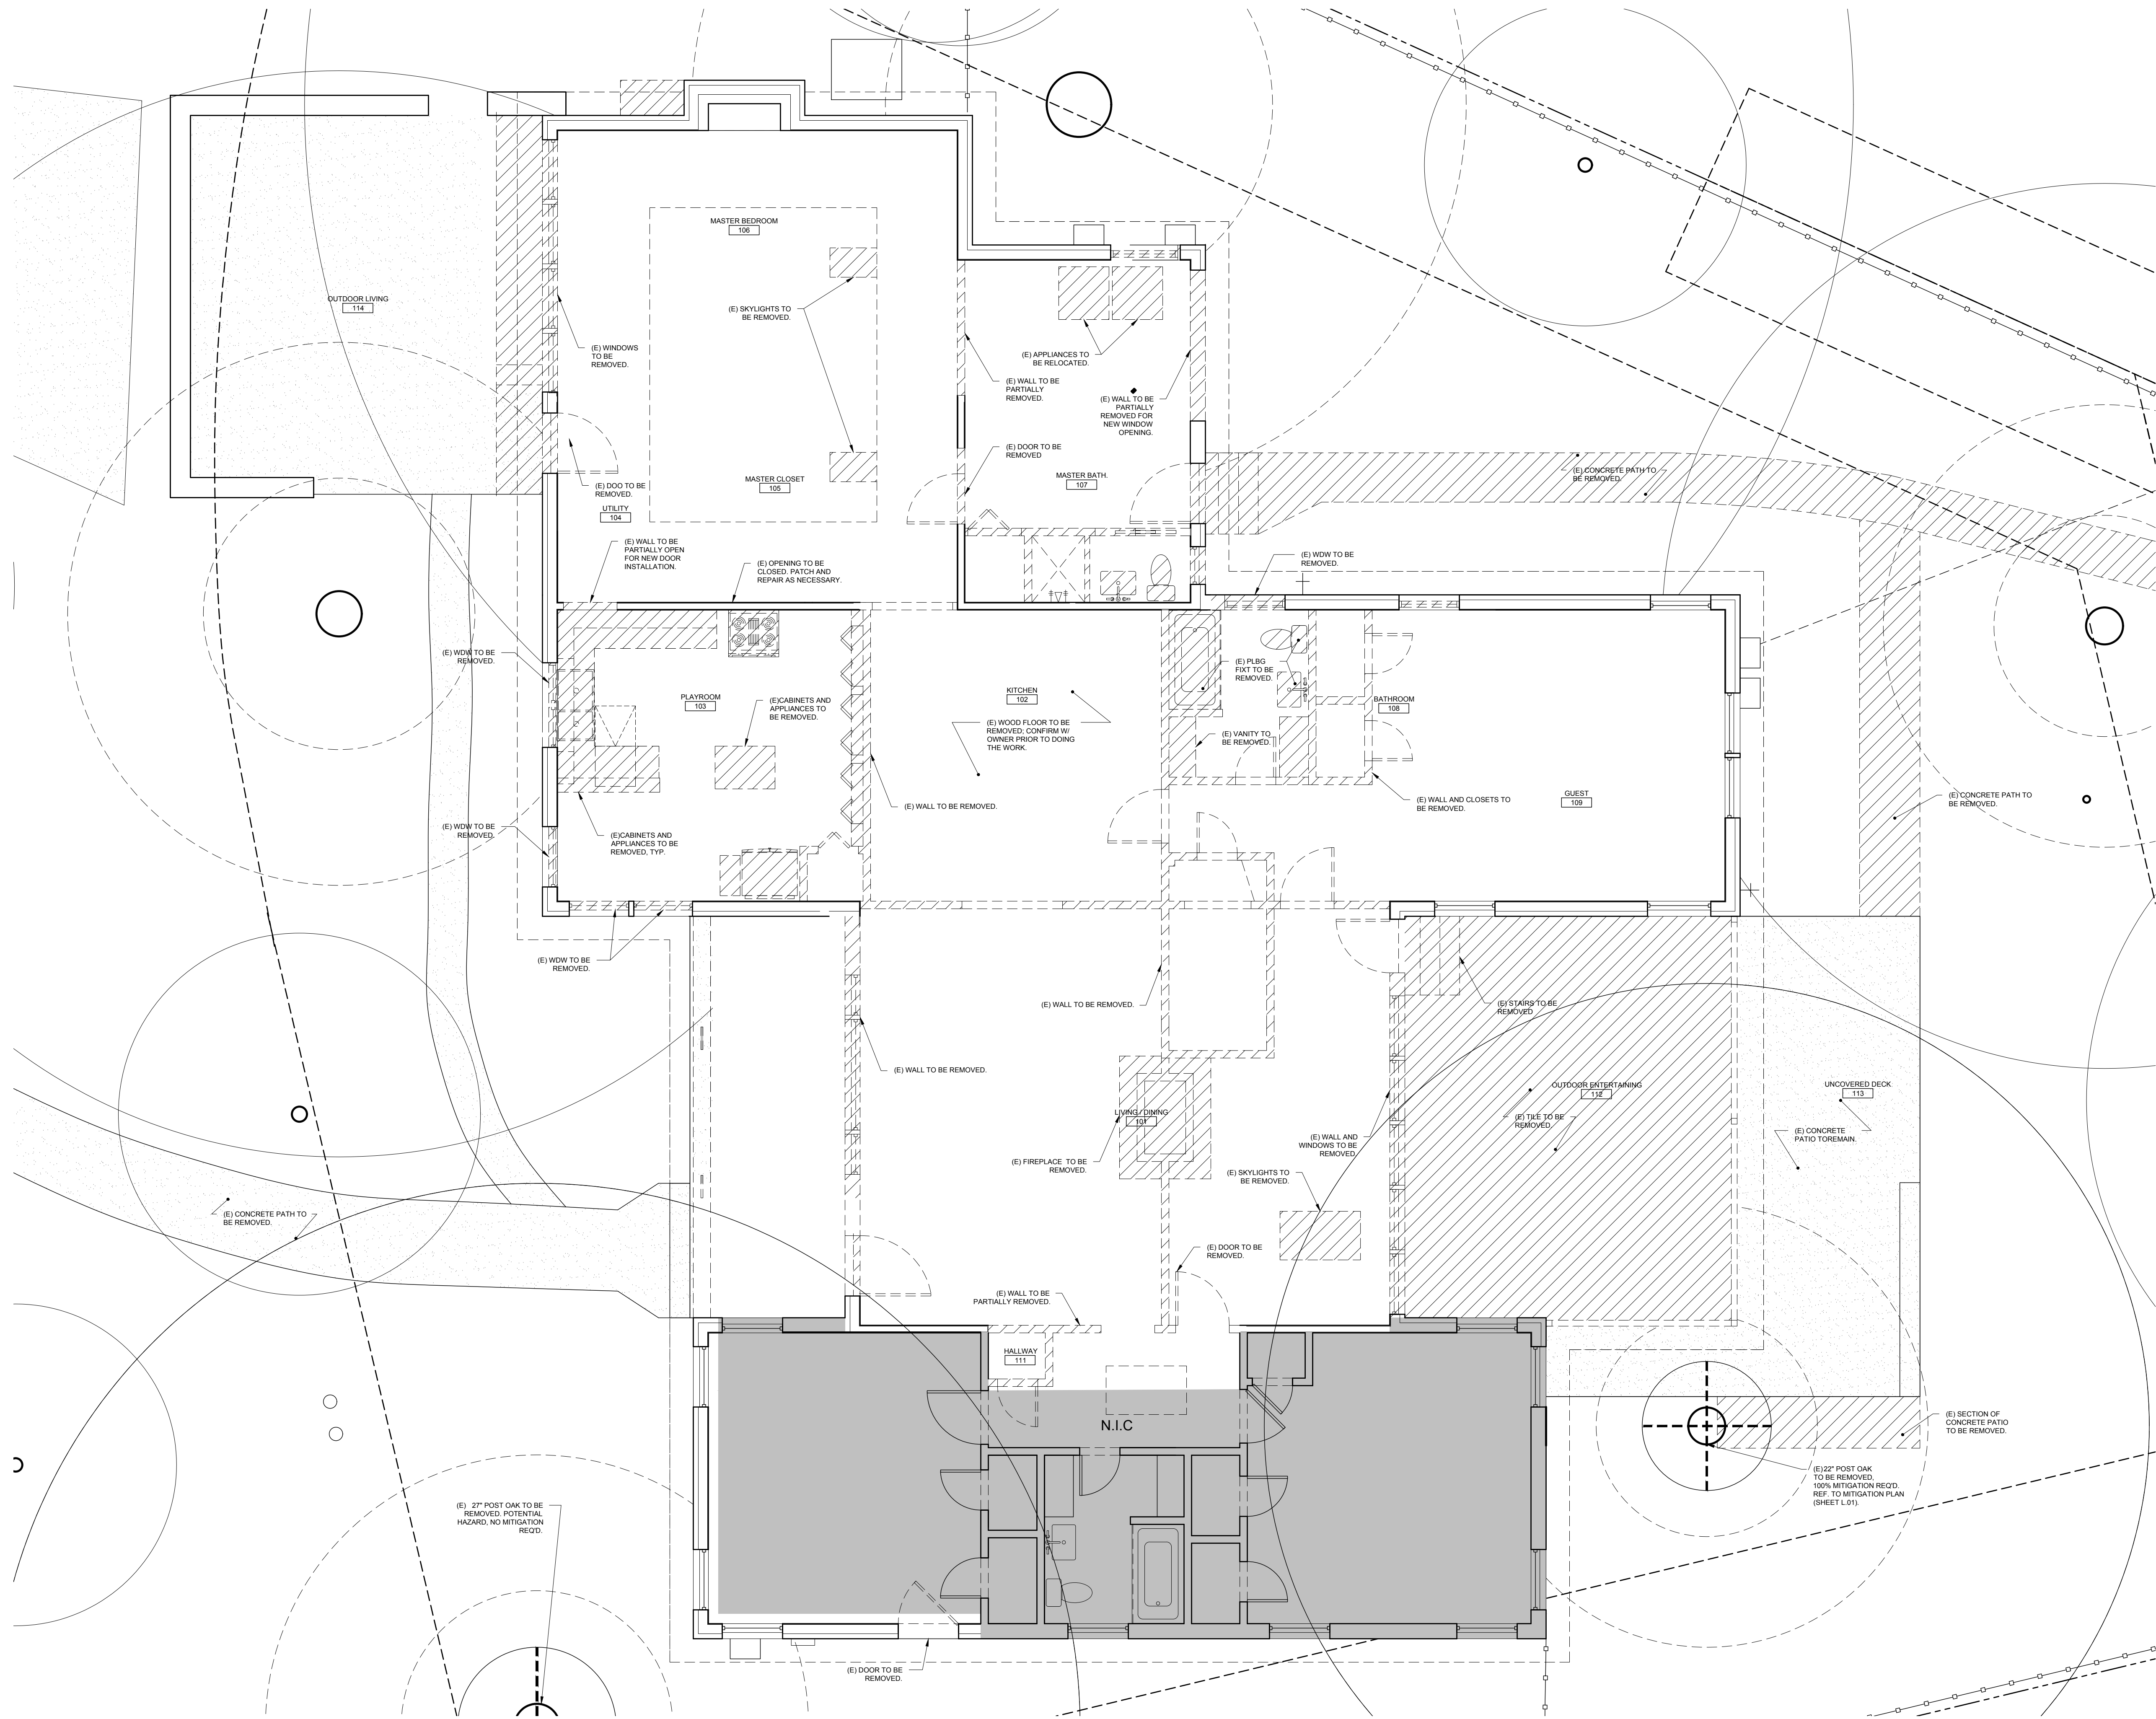 MASTER BEDROOM
106
OUTDOOR LIVING
114
(E) SKYLIGHTS TO
BE REMOVED.
(E) WINDOWS
TO BE
REMOVED.
(E) APPLIANCES TO
BE RELOCATED.
(E) WALL TO BE
PARTIALLY
REMOVED.
(E) WALL TO BE
PARTIALLY
REMOVED FOR
NEW WINDOW
OPENING.
(E) DOOR TO BE
REMOVED
MASTER BATH.
107
(E) CONCRETE PATH TO
BE REMOVED.
MASTER CLOSET
105
(E) DOO TO BE
REMOVED.
UTILITY
104
(E) WALL TO BE
PARTIALLY OPEN
FOR NEW DOOR
INSTALLATION.
(E) OPENING TO BE
CLOSED. PATCH AND
REPAIR AS NECESSARY.
(E) WDW TO BE
REMOVED.
(E) WDW TO BE
REMOVED.
PLAYROOM
103
(E)CABINETS AND
APPLIANCES TO
BE REMOVED.
KITCHEN
102
(E) WOOD FLOOR TO BE
REMOVED; CONFIRM W/
OWNER PRIOR TO DOING
THE WORK.
(E) PLBG
FIXT TO BE
REMOVED.
BATHROOM
108
(E) VANITY TO
BE REMOVED.
(E) WALL TO BE REMOVED.
(E) WALL AND CLOSETS TO
BE REMOVED.
GUEST
109
(E) CONCRETE PATH TO
BE REMOVED.
(E) WDW TO BE
REMOVED.
(E)CABINETS AND
APPLIANCES TO BE
REMOVED, TYP.
(E) WDW TO BE
REMOVED.
(E) WALL TO BE REMOVED.
(E) STAIRS TO BE
REMOVED
(E) WALL TO BE REMOVED.
OUTDOOR ENTERTAINING
112
UNCOVERED DECK
113
LIVING / DINING
101
(E) TILE TO BE
REMOVED.
(E) CONCRETE
PATIO TOREMAIN.
(E) WALL AND
WINDOWS TO BE
REMOVED.
(E) FIREPLACE TO BE
REMOVED.
(E) SKYLIGHTS TO
BE REMOVED.
(E) CONCRETE PATH TO
BE REMOVED.
(E) DOOR TO BE
REMOVED.
(E) WALL TO BE
PARTIALLY REMOVED.
HALLWAY
111
N.I.C
(E) SECTION OF
CONCRETE PATIO
TO BE REMOVED.
(E) 22" POST OAK
TO BE REMOVED,
100% MITIGATION REQ'D.
REF. TO MITIGATION PLAN
(SHEET L.01).
(E) 27" POST OAK TO BE
REMOVED. POTENTIAL
HAZARD, NO MITIGATION
REQ'D.
(E) DOOR TO BE
REMOVED.